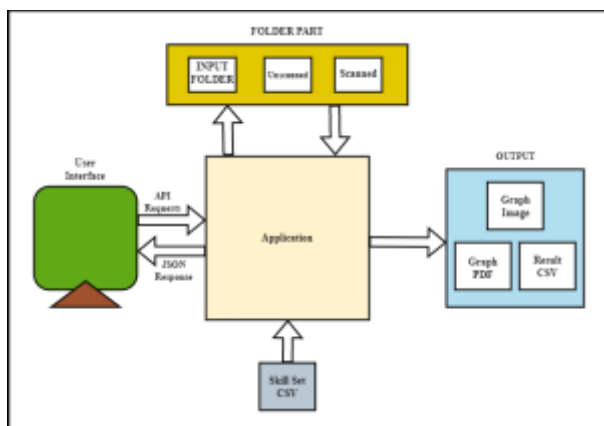 FOLDER PART
INPUT
FOLDER
Unscanned
Scanned
User
Interface
API
Requests
JSON
Response
Application
OUTPUT
Graph
Image
Graph
PDF
Result
CSV
Skill Set
CSV